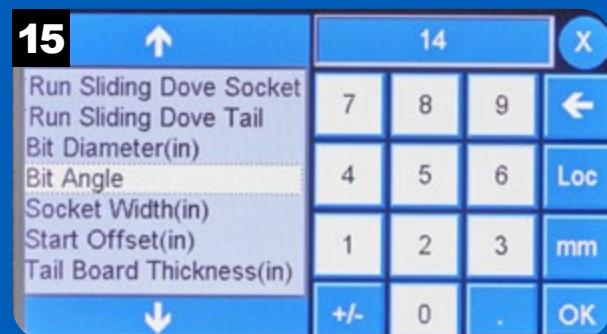 15
14
X
Run Sliding Dove Socket
Run Sliding Dove Tail
Bit Diameter(in)
Bit Angle
Socket Width(in)
Start Offset(in)
Tail Board Thickness(in)
7 8 9
4 5 6 Loc
1 2 3 mm
+/- 0 . OK